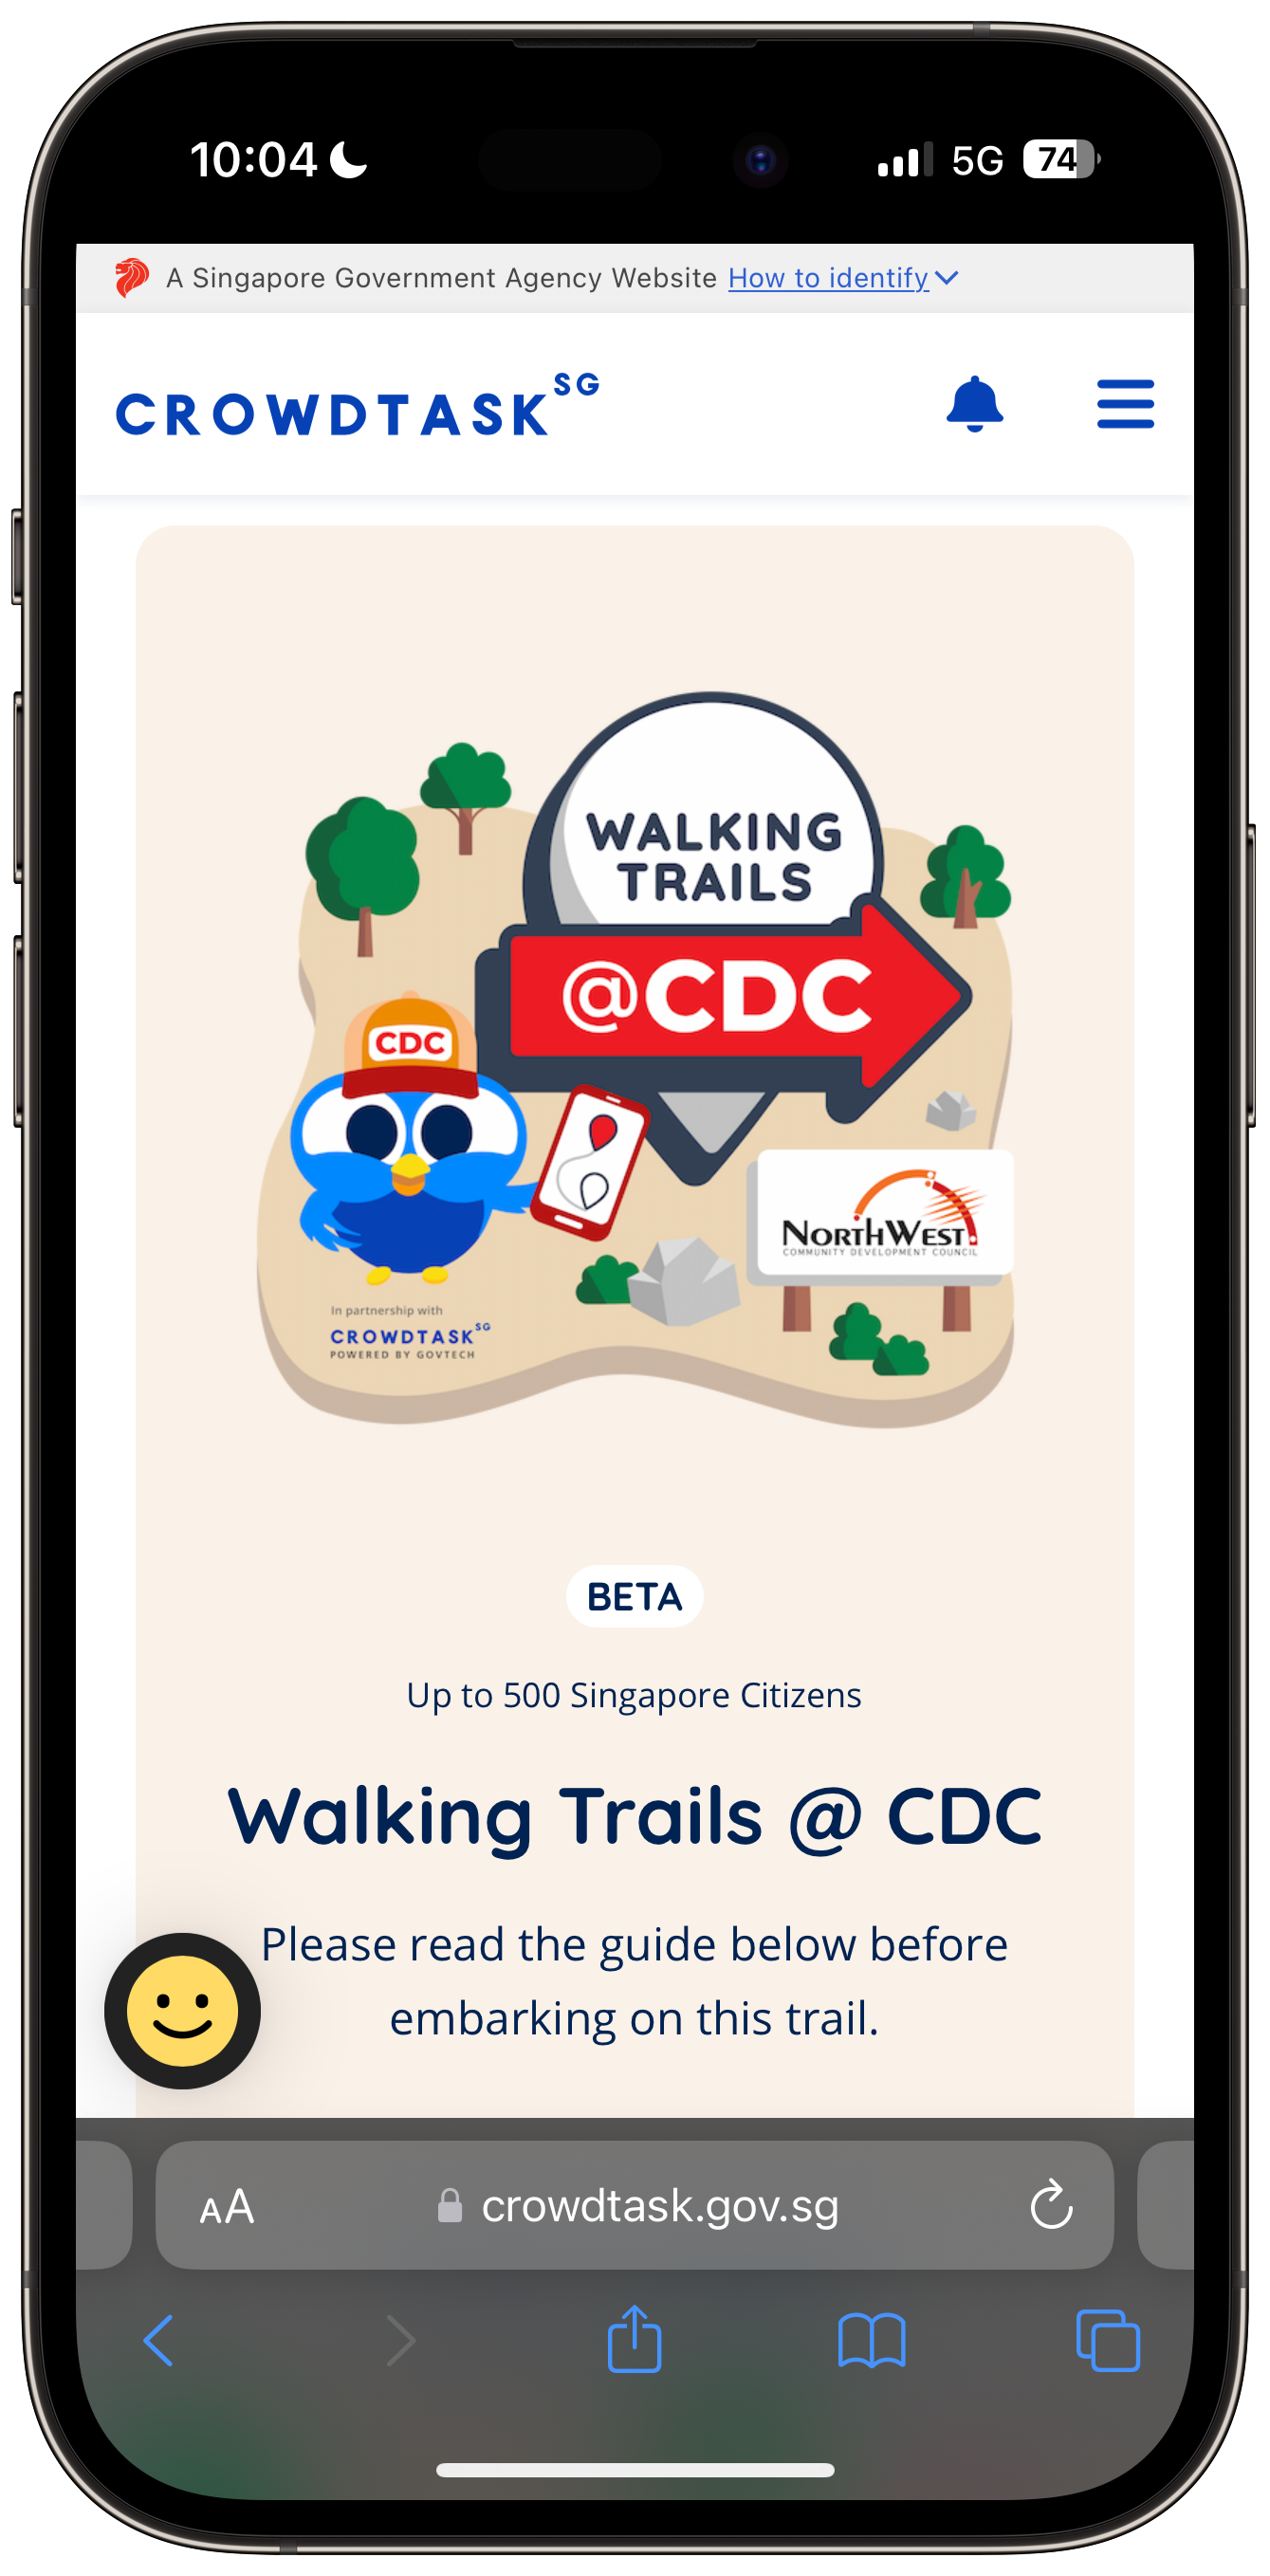 10:04
5G
74
A Singapore Government Agency Website How to identify
CROWDTASK SG
WALKING
TRAILS
@CDC
CDC
NORTHWEST
COMMUNITY DEVELOPMENT COUNCIL
In partnership with
CROWDTASK SG
POWERED BY GOVTECH
BETA
Up to 500 Singapore Citizens
Walking Trails @ CDC
Please read the guide below before
embarking on this trail.
AA
crowdtask.gov.sg